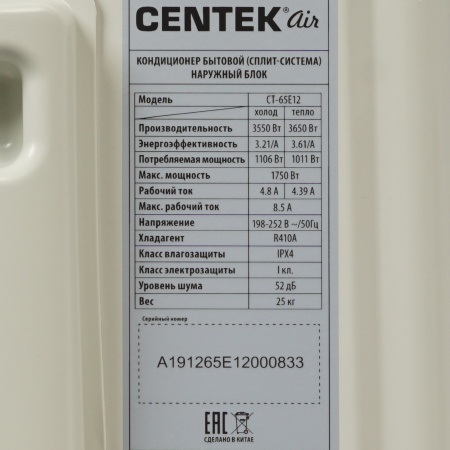 CENTEK Air
КОНДИЦИОНЕР БЫТОВОЙ (СПЛИТ-СИСТЕМА)
НАРУЖНЫЙ БЛОК
Модель CT-65E12
холод тепло
Производительность 3550 Вт 3650 Вт
Энергоэффективность 3.21/A 3.61/A
Потребляемая мощность 1106 Вт 1011 Вт
Макс. мощность 1750 Вт
Рабочий ток 4.8 А 4.39 А
Макс. рабочий ток 8.5 А
Напряжение 198-252 В ~/50Гц
Хладагент R410A
Класс влагозащиты IPX4
Класс электрозащиты I кл.
Уровень шума 52 дБ
Вес 25 кг
Серийный номер
A191265E12000833
EAC
СДЕЛАНО В КИТАЕ